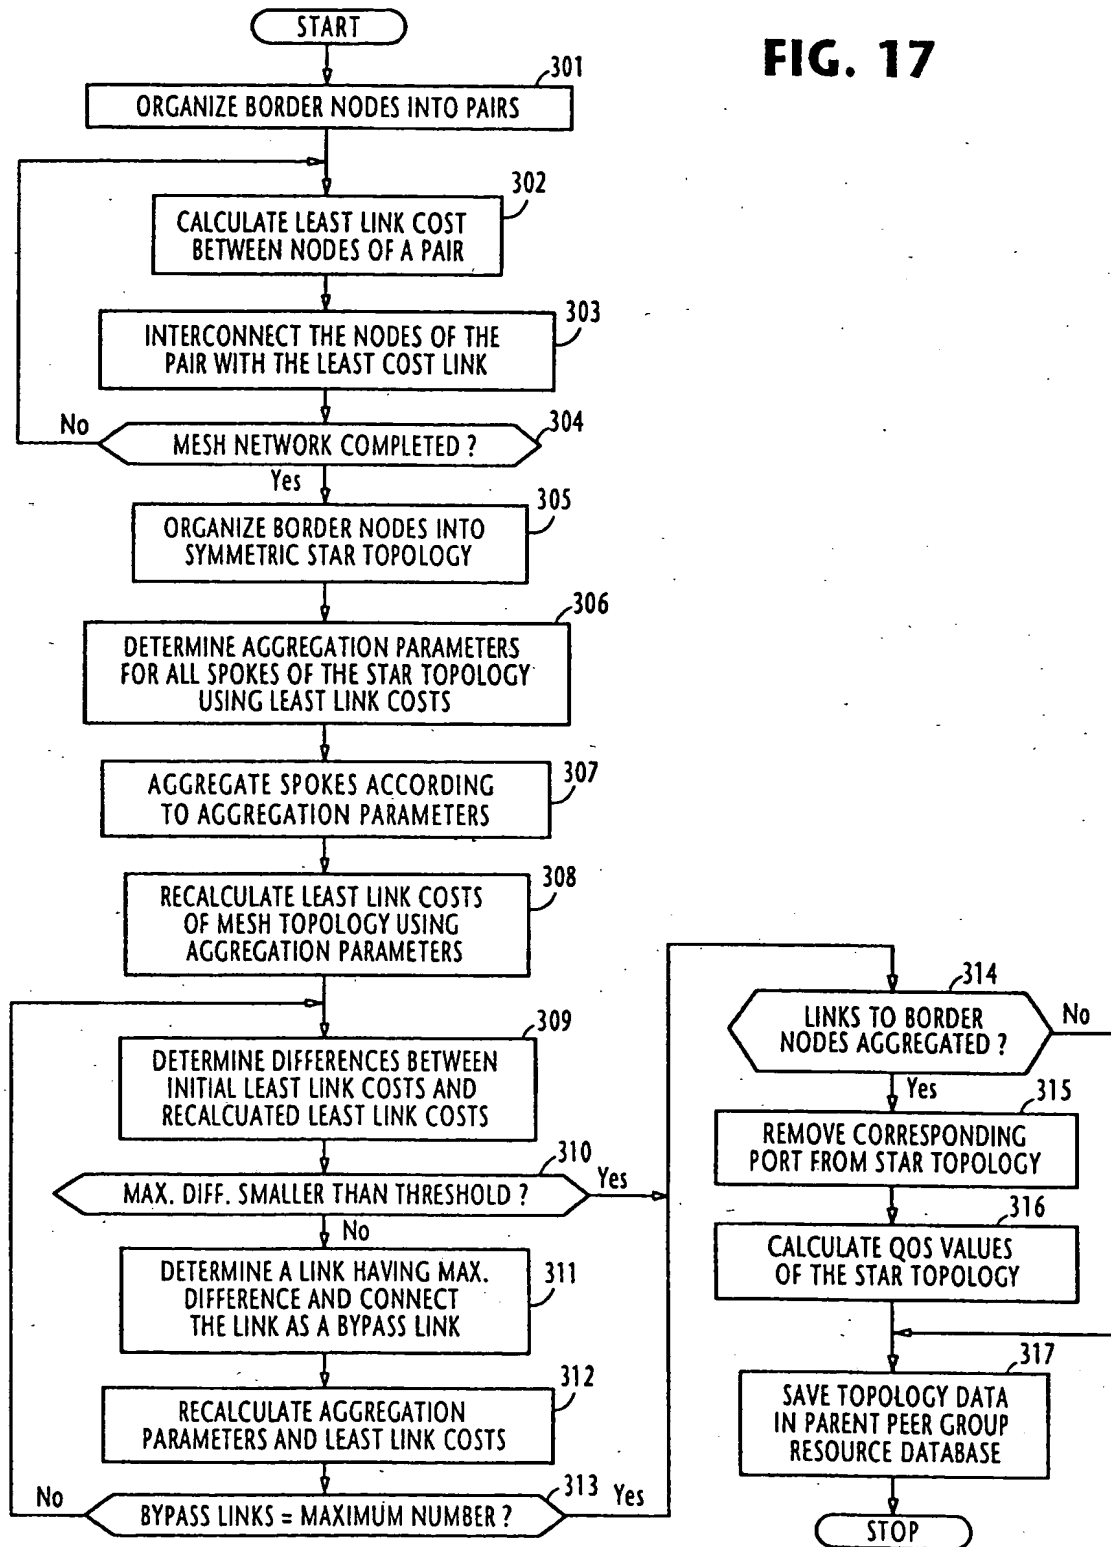 START
FIG. 17
301
ORGANIZE BORDER NODES INTO PAIRS
302
CALCULATE LEAST LINK COST
BETWEEN NODES OF A PAIR
303
INTERCONNECT THE NODES OF THE
PAIR WITH THE LEAST COST LINK
No
304
MESH NETWORK COMPLETED ?
Yes
305
ORGANIZE BORDER NODES INTO
SYMMETRIC STAR TOPOLOGY
306
DETERMINE AGGREGATION PARAMETERS
FOR ALL SPOKES OF THE STAR TOPOLOGY
USING LEAST LINK COSTS
307
AGGREGATE SPOKES ACCORDING
TO AGGREGATION PARAMETERS
308
RECALCULATE LEAST LINK COSTS
OF MESH TOPOLOGY USING
AGGREGATION PARAMETERS
309
DETERMINE DIFFERENCES BETWEEN
INITIAL LEAST LINK COSTS AND
RECALCUATED LEAST LINK COSTS
310
MAX. DIFF. SMALLER THAN THRESHOLD ?
Yes
No
311
DETERMINE A LINK HAVING MAX.
DIFFERENCE AND CONNECT
THE LINK AS A BYPASS LINK
312
RECALCULATE AGGREGATION
PARAMETERS AND LEAST LINK COSTS
No
313
BYPASS LINKS = MAXIMUM NUMBER ?
Yes
314
LINKS TO BORDER
NODES AGGREGATED ?
No
Yes
315
REMOVE CORRESPONDING
PORT FROM STAR TOPOLOGY
316
CALCULATE QOS VALUES
OF THE STAR TOPOLOGY
317
SAVE TOPOLOGY DATA
IN PARENT PEER GROUP
RESOURCE DATABASE
STOP